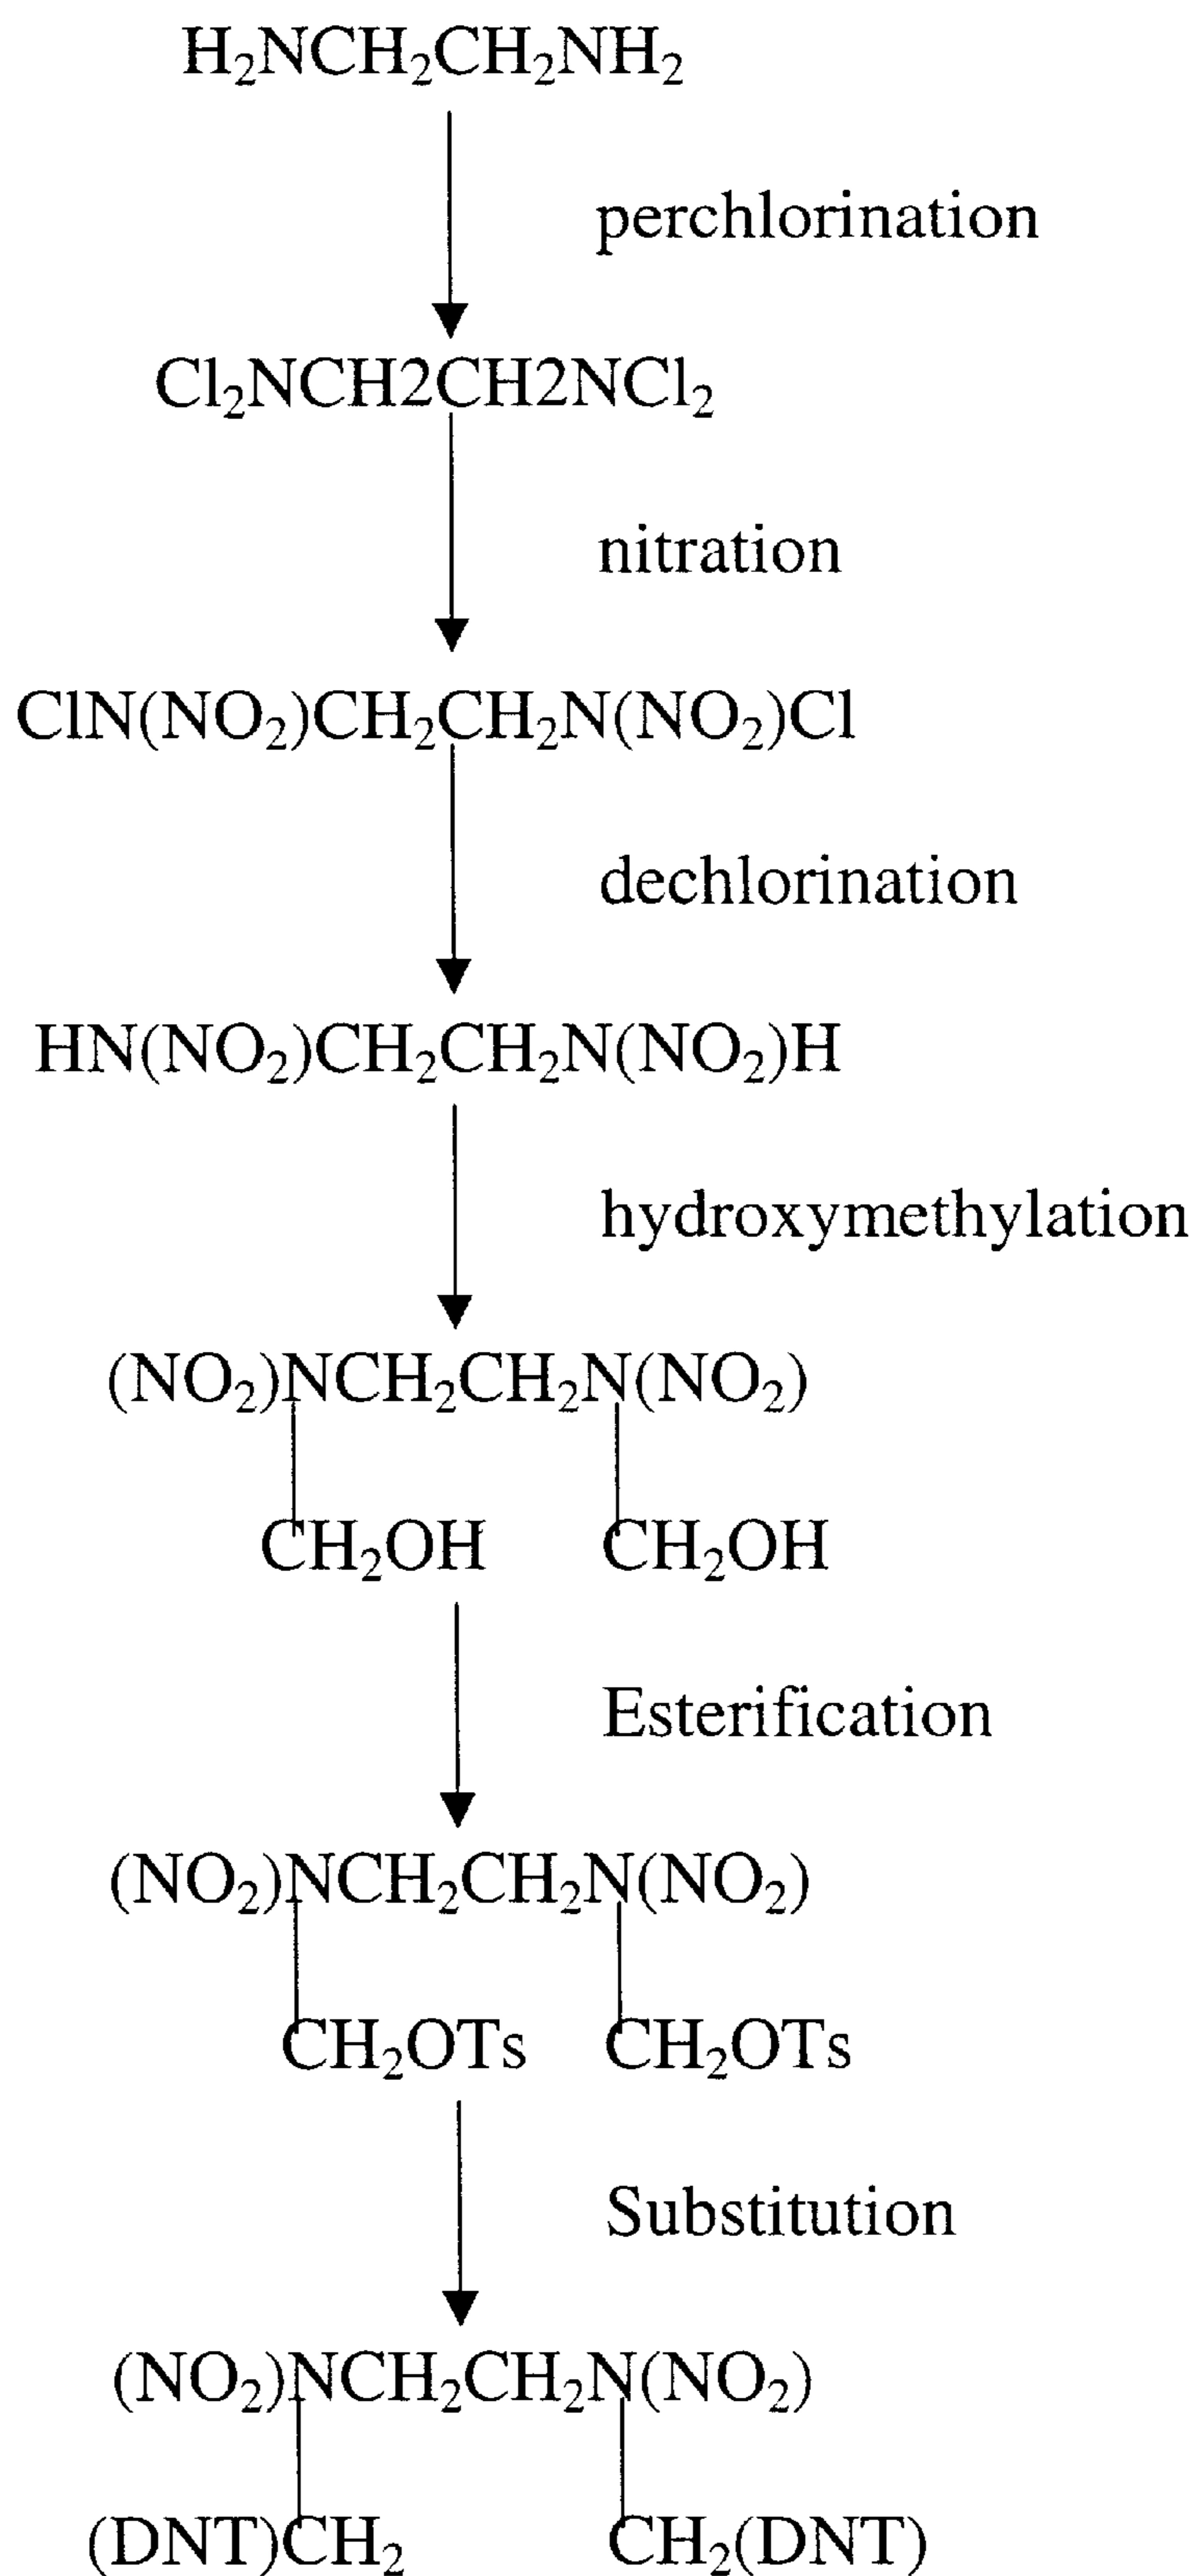 H₂NCH₂CH₂NH₂
perchlorination
Cl₂NCH2CH2NCl₂
nitration
ClN(NO₂)CH₂CH₂N(NO₂)Cl
dechlorination
HN(NO₂)CH₂CH₂N(NO₂)H
hydroxymethylation
(NO₂)NCH₂CH₂N(NO₂)
CH₂OH CH₂OH
Esterification
(NO₂)NCH₂CH₂N(NO₂)
CH₂OTs CH₂OTs
Substitution
(NO₂)NCH₂CH₂N(NO₂)
(DNT)CH₂ CH₂(DNT)